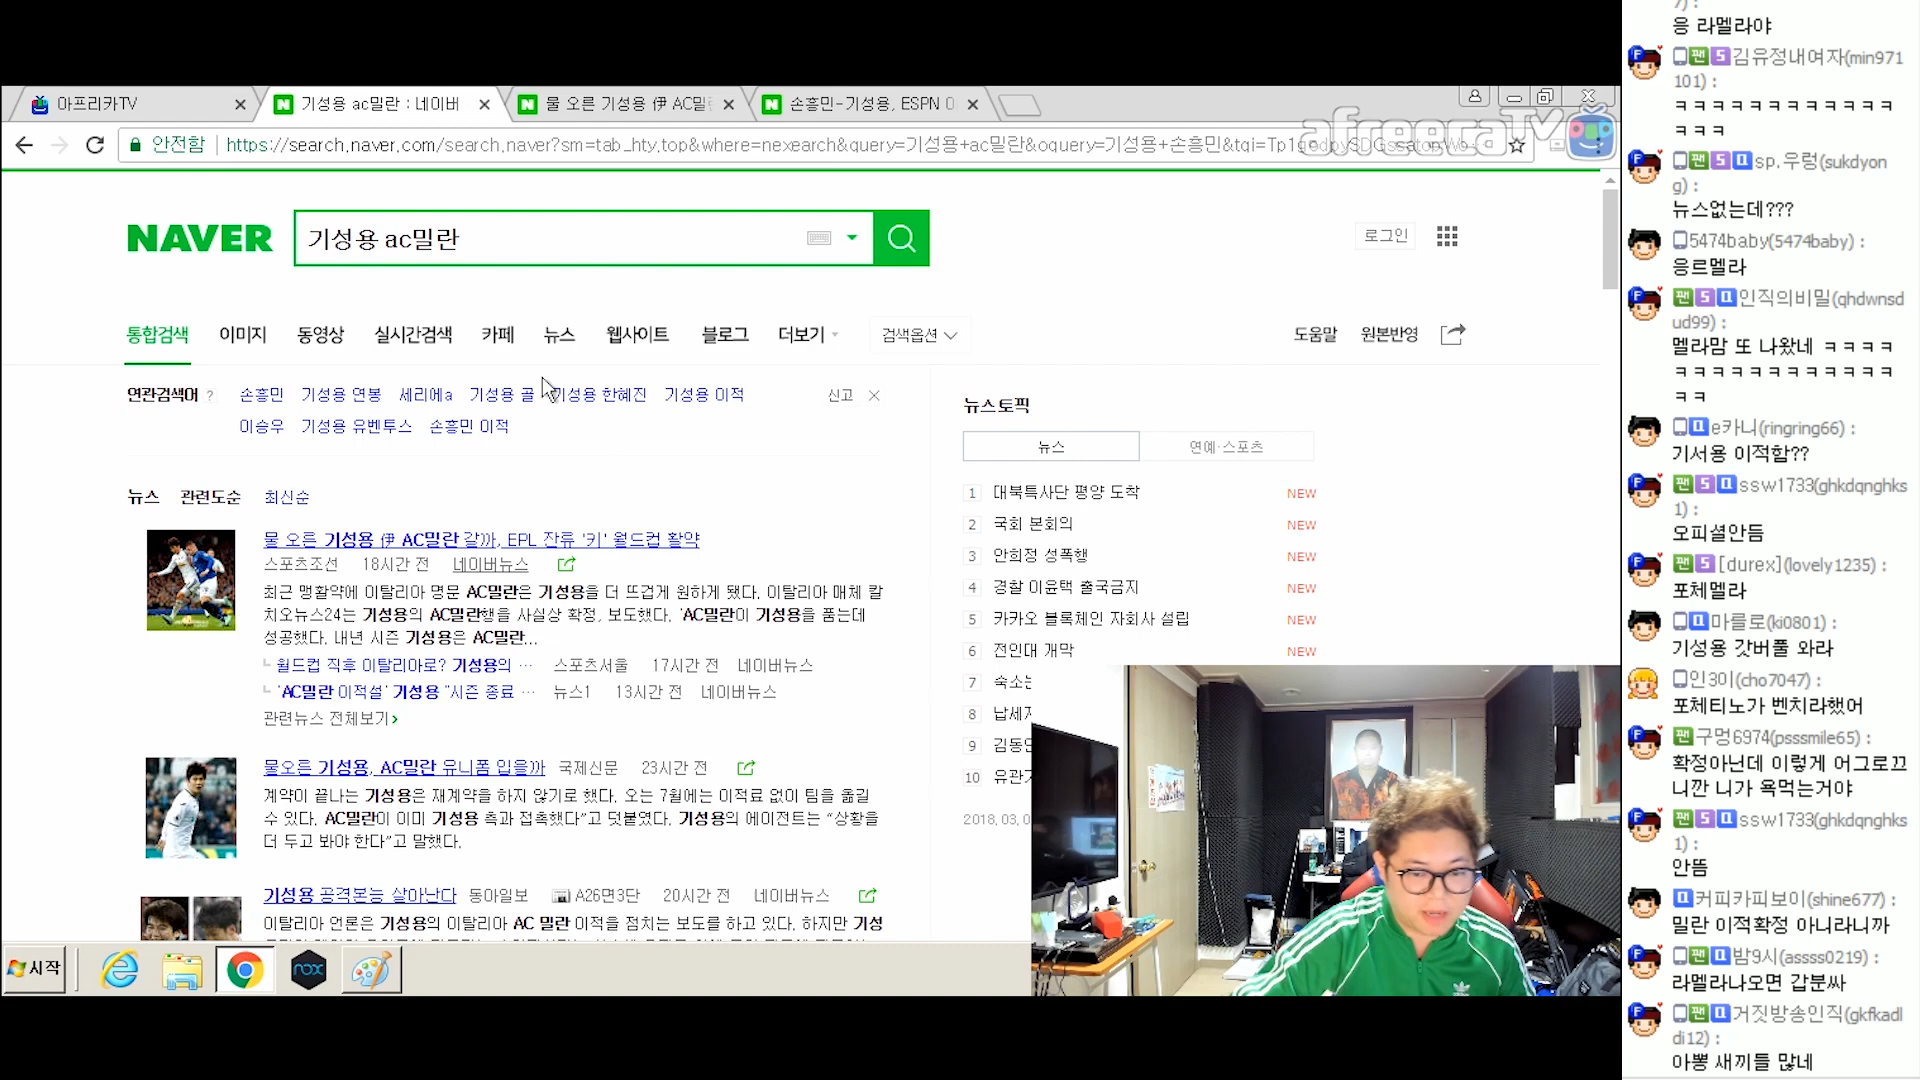 아프리카TV
기성용 ac밀란 : 네이버
물 오른 기성용 伊 AC밀
손흥민-기성용, ESPN
안전함
https://search.naver.com/search.naver?sm=tab_hty.top&where=nexearch&query=기성용+ac밀란&oquery=기성용+손흥민&tqi=
afreecaTV
NAVER
기성용 ac밀란
로그인
통합검색 이미지 동영상 실시간검색 카페 뉴스 웹사이트 블로그 더보기 검색옵션
도움말 원본반영
연관검색어 ? 손흥민 기성용 연봉 세리에a 기성용 골 기성용 한혜진 기성용 이적 신고
이승우 기성용 유벤투스 손흥민 이적
뉴스 관련도순 최신순
물 오른 기성용 伊 AC밀란 갈까, EPL 잔류 '키' 월드컵 활약
스포츠조선 18시간 전 네이버뉴스
최근 맹활약에 이탈리아 명문 AC밀란은 기성용을 더 뜨겁게 원하게 됐다. 이탈리아 매체 칼
치오뉴스24는 기성용의 AC밀란행을 사실상 확정, 보도했다. 'AC밀란이 기성용을 품는데
성공했다. 내년 시즌 기성용은 AC밀란...
월드컵 직후 이탈리아로? 기성용의 ··· 스포츠서울 17시간 전 네이버뉴스
'AC밀란 이적설' 기성용 "시즌 종료 ··· 뉴스1 13시간 전 네이버뉴스
관련뉴스 전체보기
물오른 기성용, AC밀란 유니폼 입을까 국제신문 23시간 전
계약이 끝나는 기성용은 재계약을 하지 않기로 했다. 오는 7월에는 이적료 없이 팀을 옮길
수 있다. AC밀란이 이미 기성용 측과 접촉했다”고 덧붙였다. 기성용의 에이전트는 “상황을
더 두고 봐야 한다”고 말했다.
기성용 공격본능 살아난다 동아일보 A26면3단 20시간 전 네이버뉴스
이탈리아 언론은 기성용의 이탈리아 AC 밀란 이적을 점치는 보도를 하고 있다. 하지만 기성
뉴스토픽
뉴스 연예·스포츠
1 대북특사단 평양 도착 NEW
2 국회 본회의 NEW
3 안희정 성폭행 NEW
4 경찰 이윤택 출국금지 NEW
5 카카오 블록체인 자회사 설립 NEW
6 전인대 개막 NEW
7 숙소
8 납세
9 김동
10 유관
2018. 03. 0
시작
nox
adidas
응 라멜라야
팬 S 김유정내여자(min971
101) :
ㅋㅋㅋㅋㅋㅋㅋㅋㅋㅋㅋㅋ
ㅋㅋㅋ
팬 S sp.우렁(sukdyon
g) :
뉴스없는데???
5474baby(5474baby) :
응르멜라
팬 S 인직의비밀(qhdwnsd
ud99) :
멜라맘 또 나왔네 ㅋㅋㅋㅋ
ㅋㅋㅋㅋㅋㅋㅋㅋㅋㅋㅋㅋ
ㅋㅋ
e카니(ringring66) :
기서용 이적함??
팬 S ssw1733(ghkdqnghks
1) :
오피셜안듬
팬 S [durex](lovely1235) :
포체멜라
마를로(ki0801) :
기성용 갓버풀 와라
인3이(cho7047) :
포체티노가 벤치라했어
팬 구멍6974(psssmile65) :
확정아닌데 이렇게 어그로끄
니깐 니가 욕먹는거야
팬 S ssw1733(ghkdqnghks
1) :
안뜸
커피카피보이(shine677) :
밀란 이적확정 아니라니까
팬 밤9시(assss0219) :
라멜라나오면 갑분싸
팬 거짓방송인직(gkfkadl
di12) :
아뽕 새끼들 많네